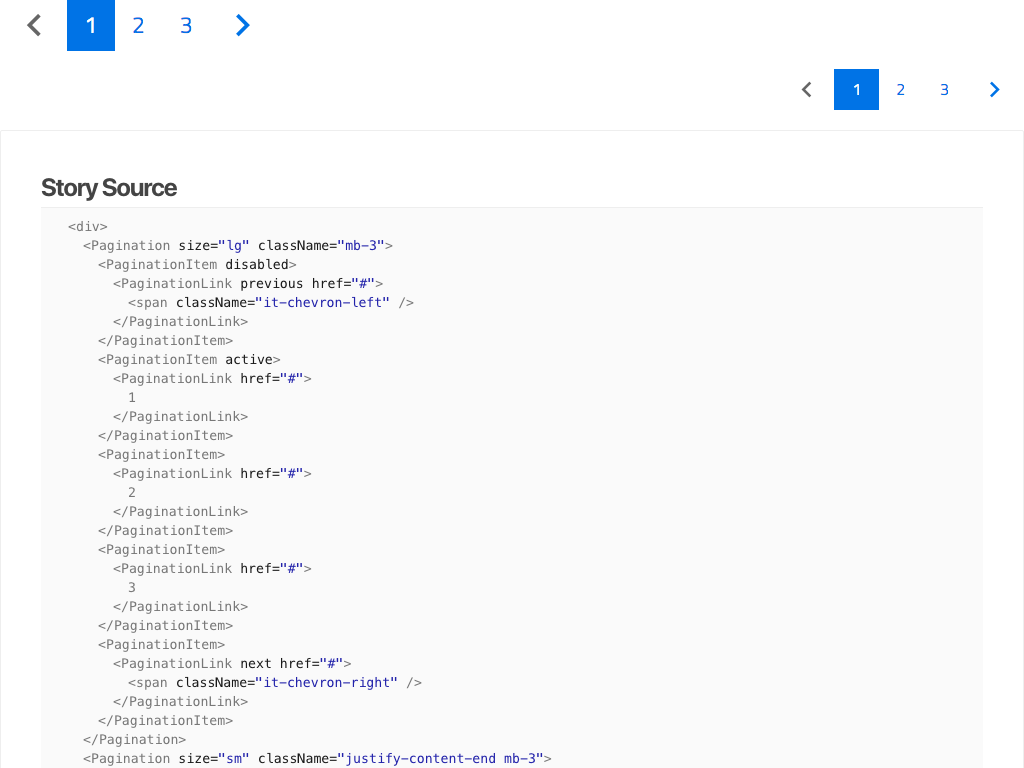 1 2 3
1 2 3
Story Source
<div>
<Pagination size="lg" className="mb-3">
<PaginationItem disabled>
<PaginationLink previous href="#">
<span className="it-chevron-left" />
</PaginationLink>
</PaginationItem>
<PaginationItem active>
<PaginationLink href="#">
1
</PaginationLink>
</PaginationItem>
<PaginationItem>
<PaginationLink href="#">
2
</PaginationLink>
</PaginationItem>
<PaginationItem>
<PaginationLink href="#">
3
</PaginationLink>
</PaginationItem>
<PaginationItem>
<PaginationLink next href="#">
<span className="it-chevron-right" />
</PaginationLink>
</PaginationItem>
</Pagination>
<Pagination size="sm" className="justify-content-end mb-3">